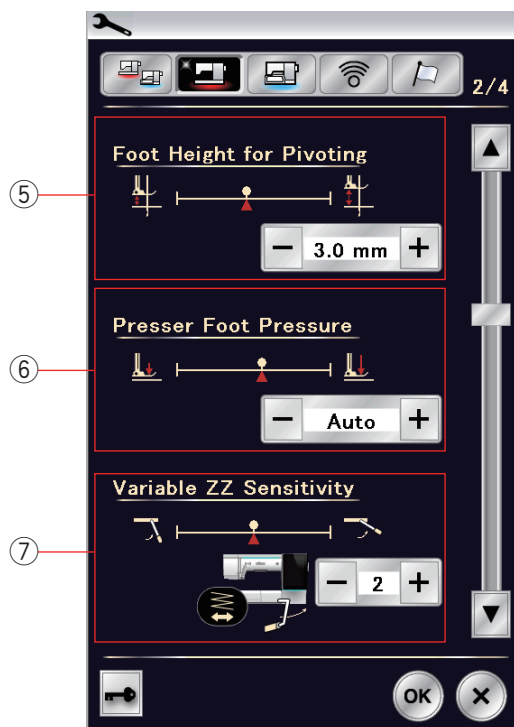 2/4
⑤
Foot Height for Pivoting
− 3.0 mm +
⑥
Presser Foot Pressure
− Auto +
⑦
Variable ZZ Sensitivity
− 2 +
OK